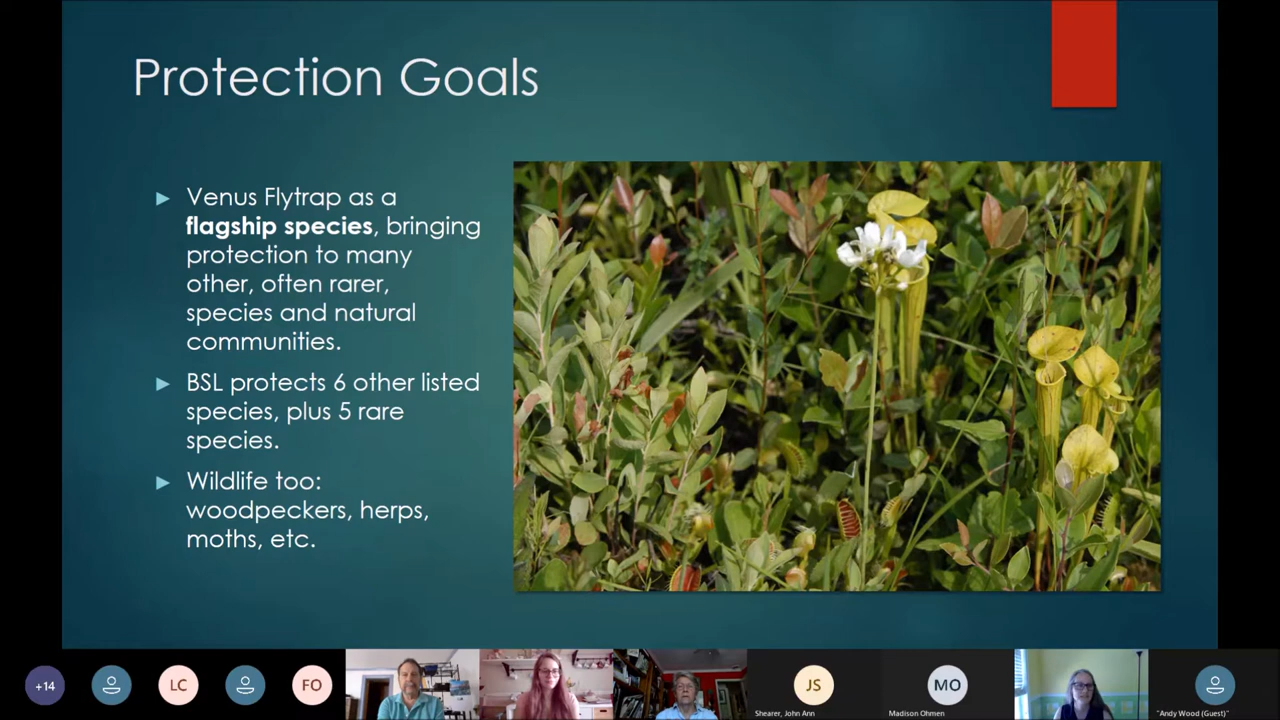 Protection Goals
Venus Flytrap as a
flagship species, bringing
protection to many
other, often rarer,
species and natural
communities.
BSL protects 6 other listed
species, plus 5 rare
species.
Wildlife too:
woodpeckers, herps,
moths, etc.
+14
LC
FO
JS
Shearer, John Ann
MO
Madison Ohmen
"Andy Wood (Guest)"